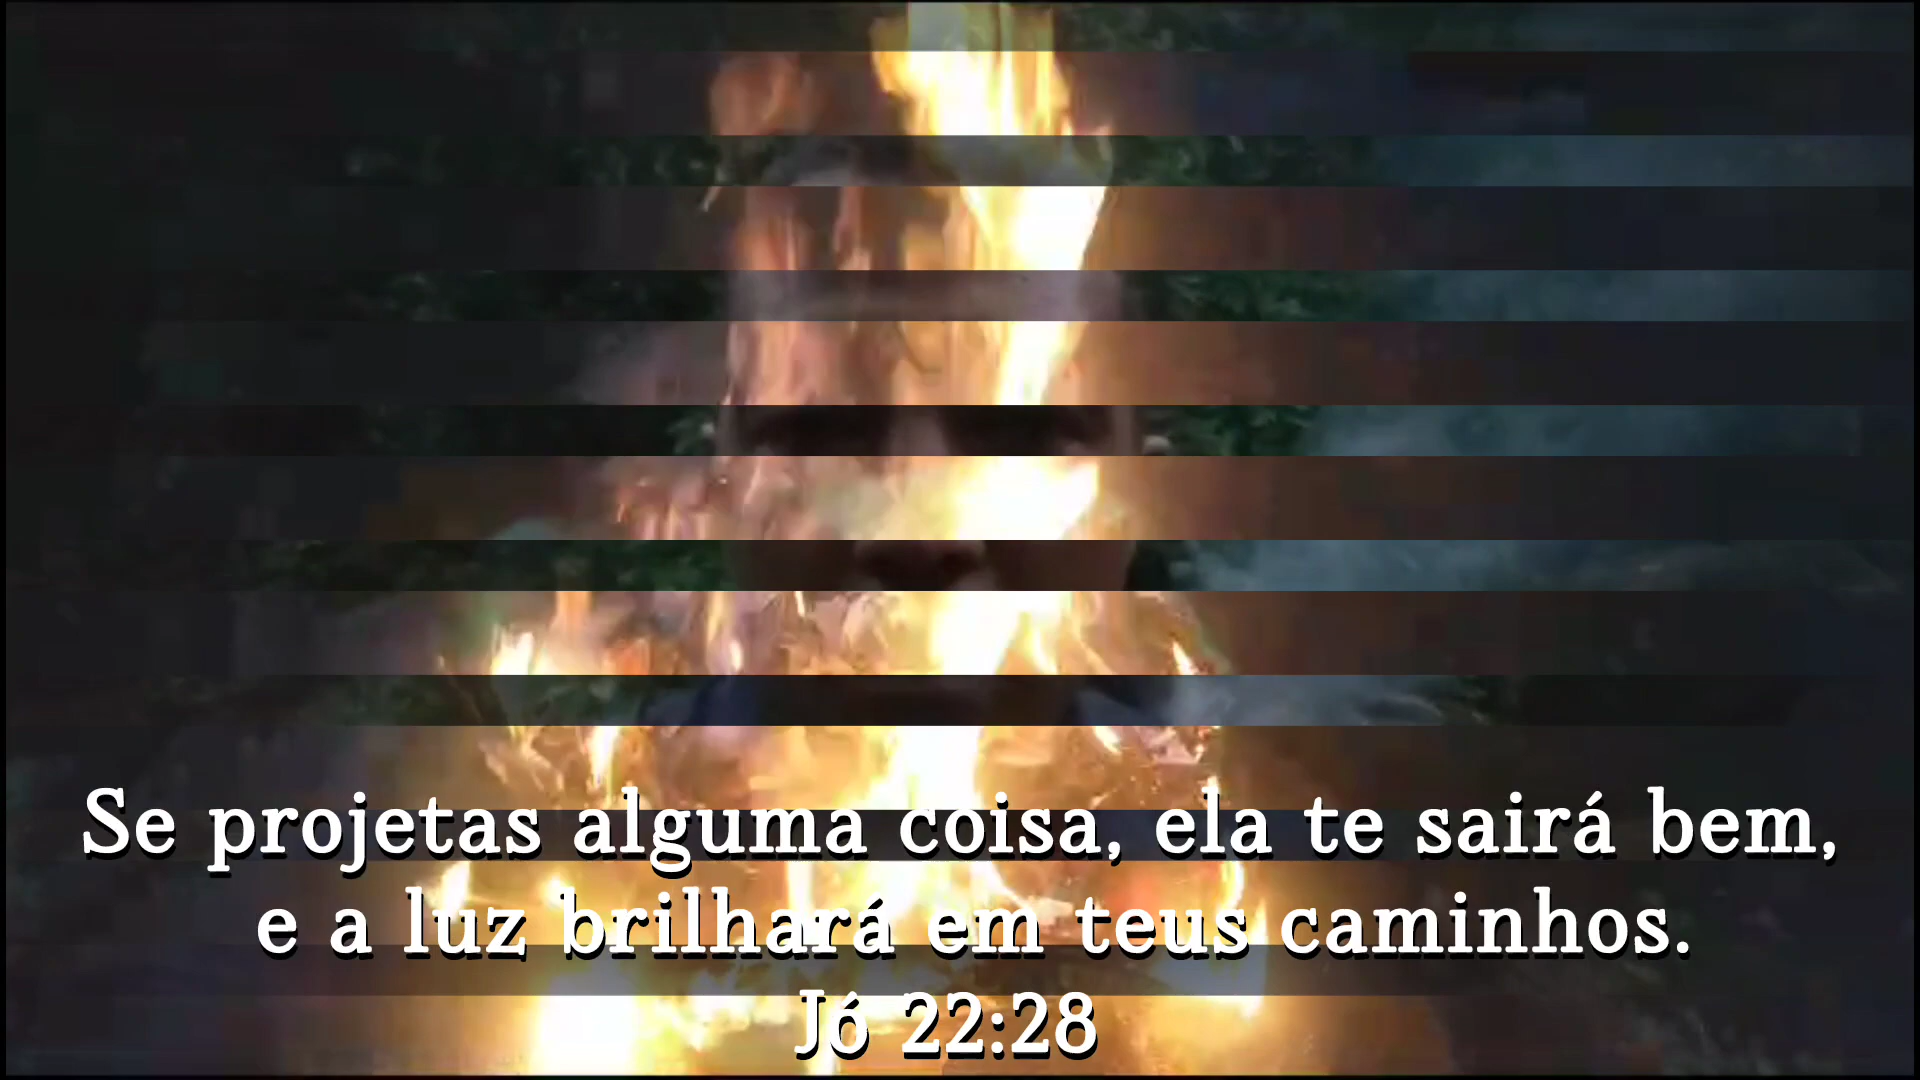 Se projetas alguma coisa, ela te sairá bem,
e a luz brilhará em teus caminhos.
Jó 22:28